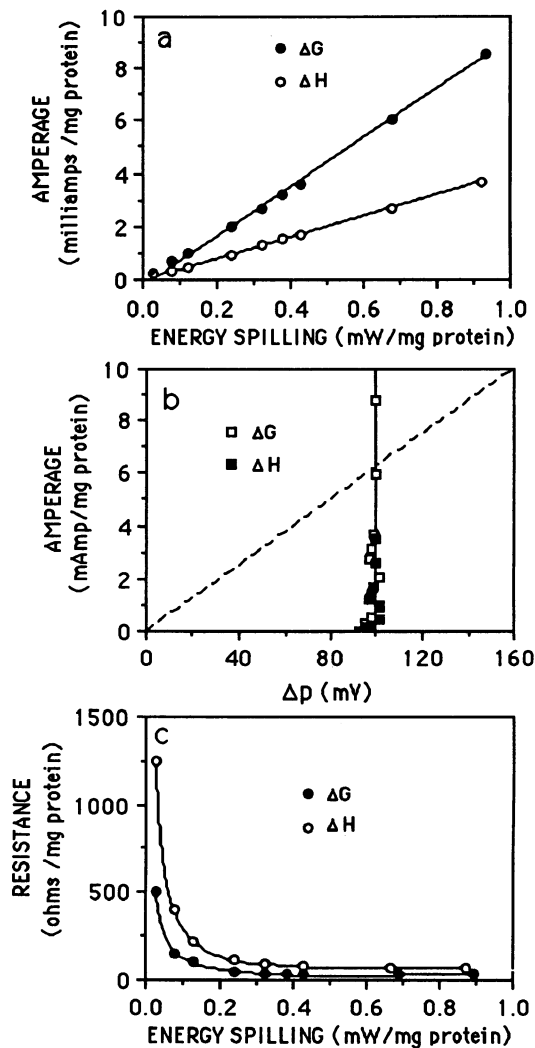 a
ΔG
ΔH
AMPERAGE
(milliamps/mg protein)
10
8
6
4
2
0
0.0 0.2 0.4 0.6 0.8 1.0
ENERGY SPILLING (mW/mg protein)
b
ΔG
ΔH
AMPERAGE
(mAmp/mg protein)
10
8
6
4
2
0
0 40 80 120 160
Δp (mV)
c
ΔG
ΔH
RESISTANCE
(ohms/mg protein)
1500
1000
500
0
0.0 0.2 0.4 0.6 0.8 1.0
ENERGY SPILLING (mW/mg protein)